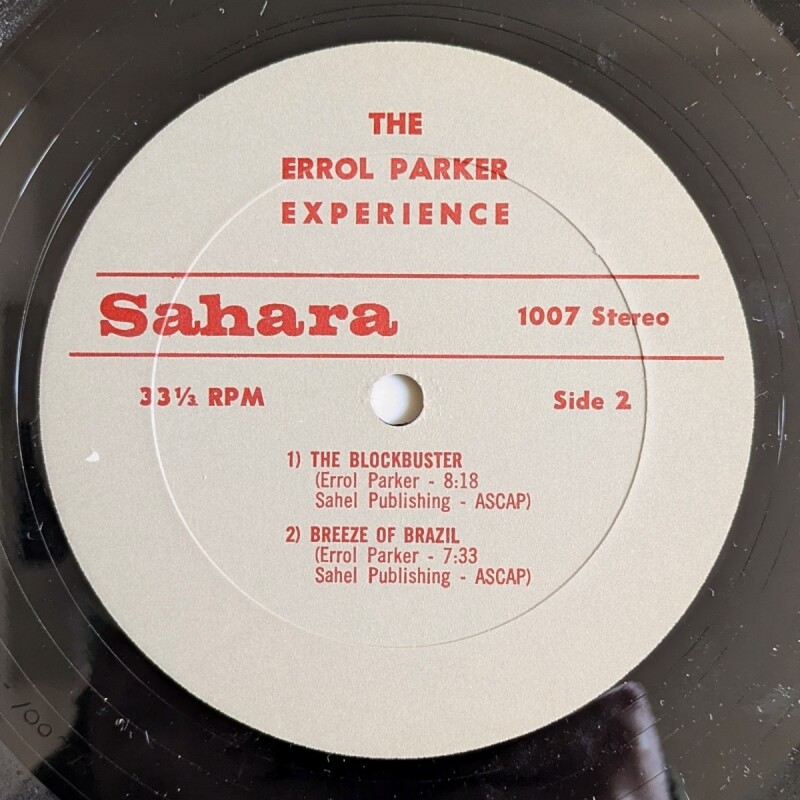 THE
ERROL PARKER
EXPERIENCE
Sahara 1007 Stereo
33⅓ RPM Side 2
1) THE BLOCKBUSTER
(Errol Parker - 8:18
Sahel Publishing - ASCAP)
2) BREEZE OF BRAZIL
(Errol Parker - 7:33
Sahel Publishing - ASCAP)